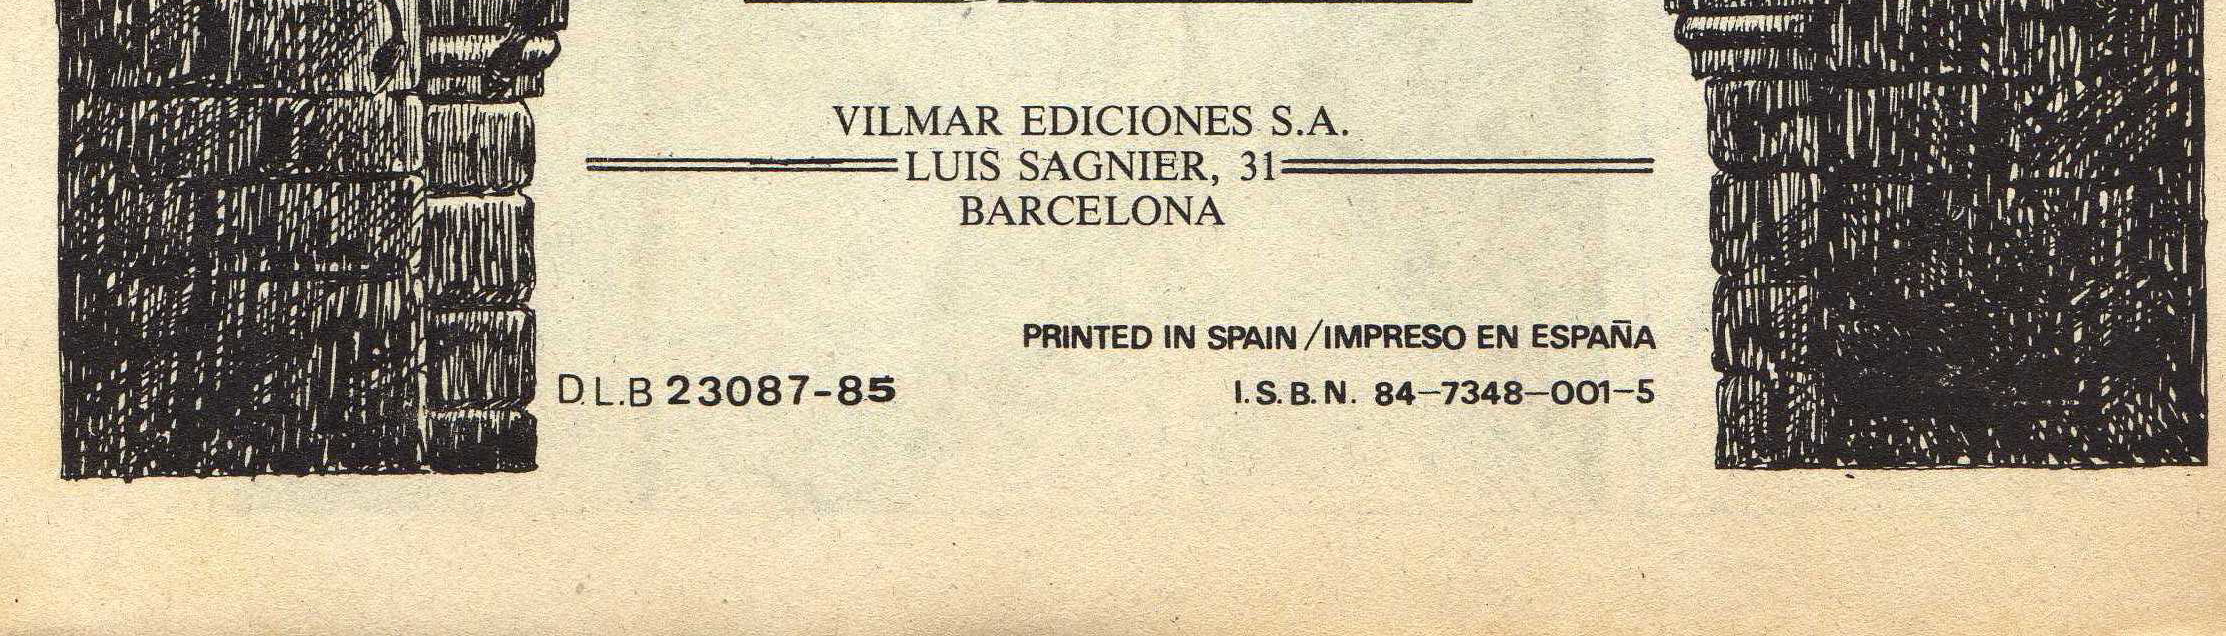 VILMAR EDICIONES S.A.
LUIS SAGNIER, 31
BARCELONA
PRINTED IN SPAIN/IMPRESO EN ESPAÑA
D.L.B 23087-85
I.S.B.N. 84-7348-001-5